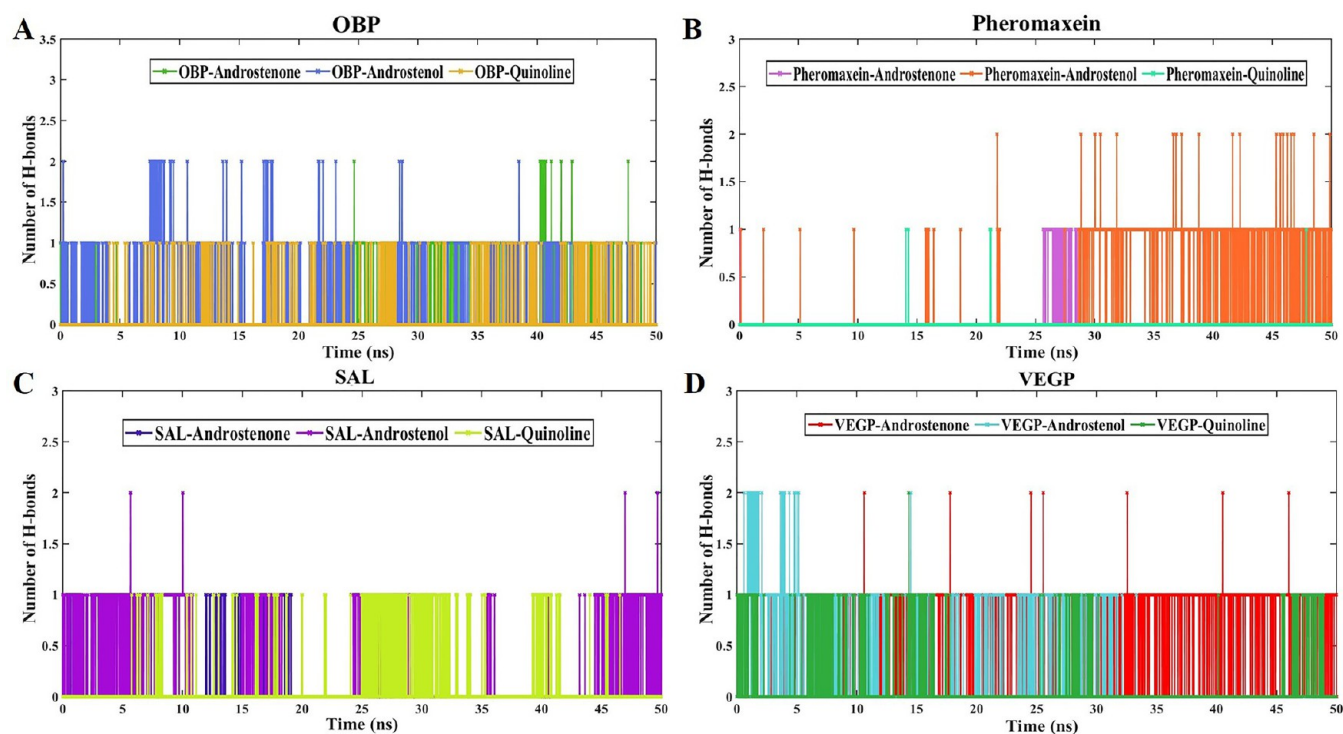 A
OBP
3.5
3
2.5
2
1.5
1
0.5
0
Number of H-bonds
OBP-Androstenone OBP-Androstenol OBP-Quinoline
0 5 10 15 20 25 30 35 40 45 50
Time (ns)
B
Pheromaxein
3
2.5
2
1.5
1
0.5
0
Number of H-bonds
Pheromaxein-Androstenone Pheromaxein-Androstenol Pheromaxein-Quinoline
0 5 10 15 20 25 30 35 40 45 50
Time (ns)
C
SAL
3
2.5
2
1.5
1
0.5
0
Number of H-bonds
SAL-Androstenone SAL-Androstenol SAL-Quinoline
0 5 10 15 20 25 30 35 40 45 50
Time (ns)
D
VEGP
3
2.5
2
1.5
1
0.5
0
Number of H-bonds
VEGP-Androstenone VEGP-Androstenol VEGP-Quinoline
0 5 10 15 20 25 30 35 40 45 50
Time (ns)